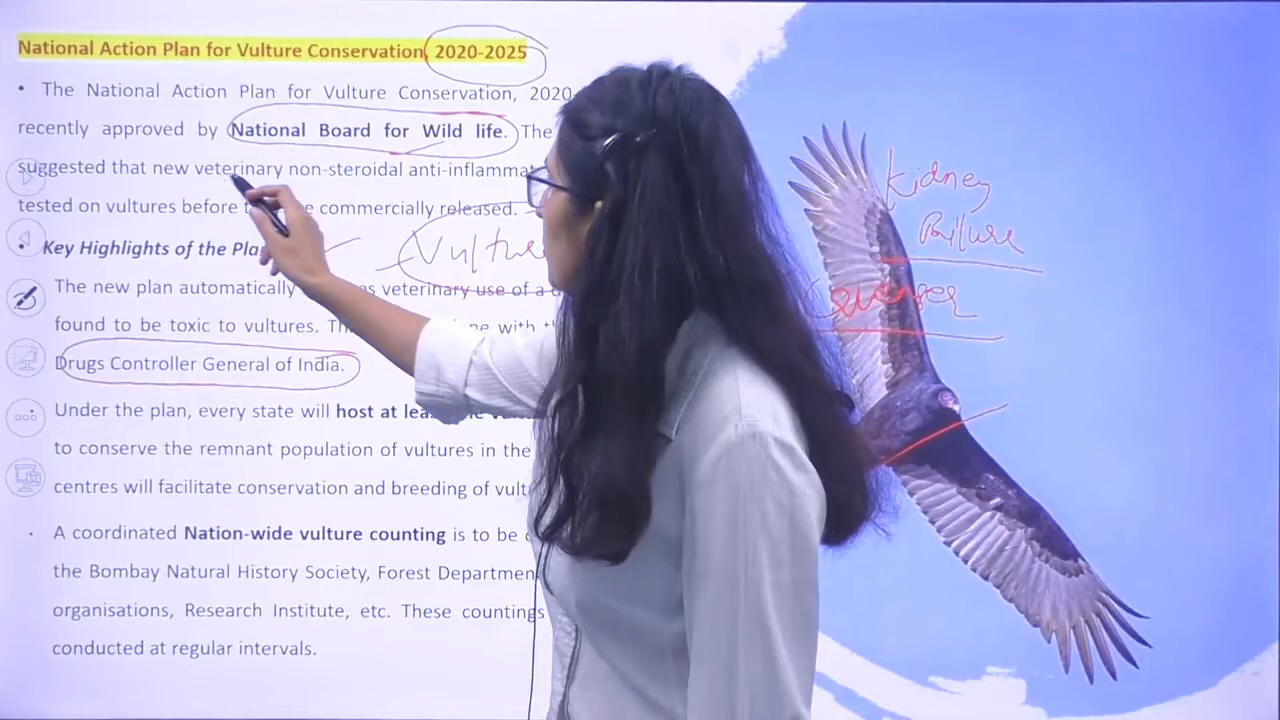 National Action Plan for Vulture Conservation, 2020-2025
• The National Action Plan for Vulture Conservation, 2020
recently approved by National Board for Wild life. The
suggested that new veterinary non-steroidal anti-inflamma
tested on vultures before commercially released.
Vulture
• Key Highlights of the Pla
The new plan automatically veterinary use of a
found to be toxic to vultures. with
Drugs Controller General of India.
Under the plan, every state will host at
to conserve the remnant population of vultures in the
centres will facilitate conservation and breeding of vult
• A coordinated Nation-wide vulture counting is to be
the Bombay Natural History Society, Forest Departmen
organisations, Research Institute, etc. These countings
conducted at regular intervals.
Kidney
Failure